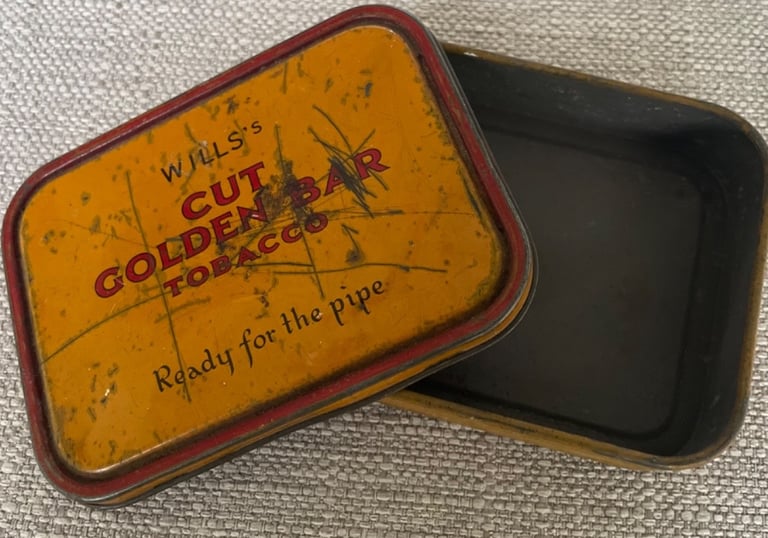 WILLS'S
CUT
GOLDEN BAR
TOBACCO
Ready for the pipe